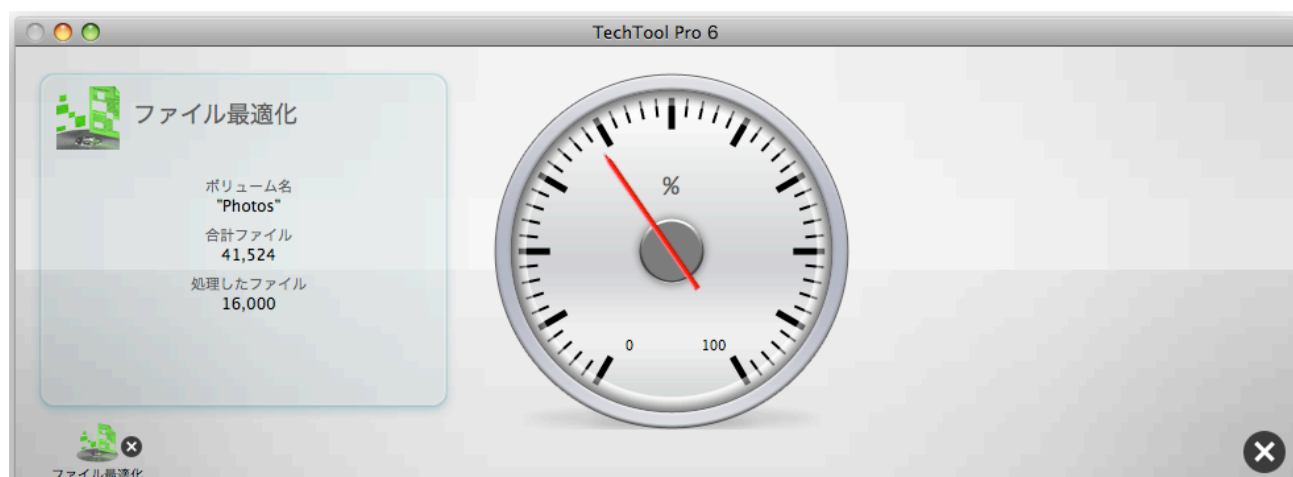 TechTool Pro 6
ファイル最適化
ボリューム名
"Photos"
合計ファイル
41,524
処理したファイル
16,000
%
0
100
ファイル最適化